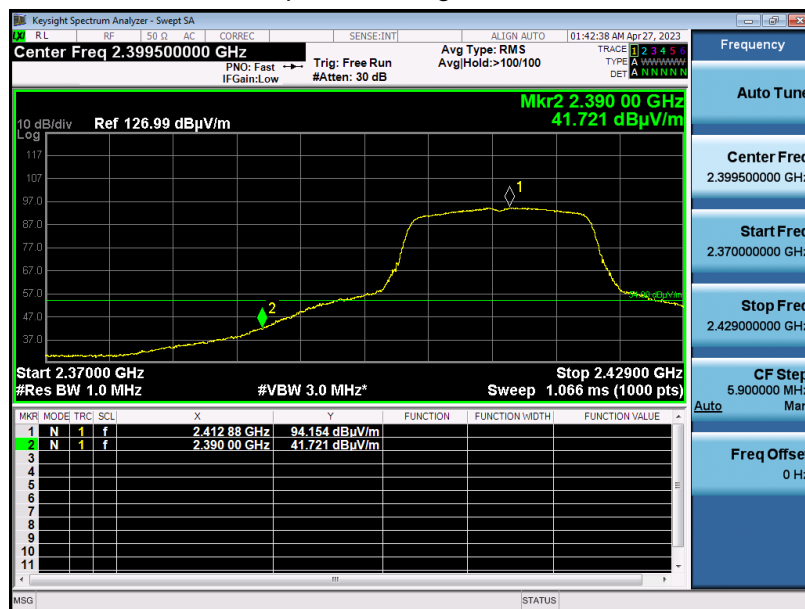 Keysight Spectrum Analyzer - Swept SA
RL RF 50 Ω AC CORREC SENSE:INT ALIGN AUTO 01:42:38 AM Apr 27, 2023
Center Freq 2.399500000 GHz
PNO: Fast
IFGain:Low
Trig: Free Run
#Atten: 30 dB
Avg Type: RMS
Avg|Hold:>100/100
TRACE 1 2 3 4 5 6
TYPE A WWWWW
DET A N N N N N
Frequency
Mkr2 2.390 00 GHz
41.721 dBµV/m
10 dB/div Ref 126.99 dBµV/m
Log
117
107
97.0
87.0
77.0
67.0
57.0
47.0
37.0
1
2
Start 2.37000 GHz Stop 2.42900 GHz
#Res BW 1.0 MHz #VBW 3.0 MHz* Sweep 1.066 ms (1000 pts)
MKR MODE TRC SCL X Y FUNCTION FUNCTION WIDTH FUNCTION VALUE
1 N 1 f 2.412 88 GHz 94.154 dBµV/m
2 N 1 f 2.390 00 GHz 41.721 dBµV/m
3
4
5
6
7
8
9
10
11
Auto Tune
Center Freq
2.399500000 GHz
Start Freq
2.370000000 GHz
Stop Freq
2.429000000 GHz
CF Step
5.900000 MHz
Auto Man
Freq Offset
0 Hz
MSG STATUS